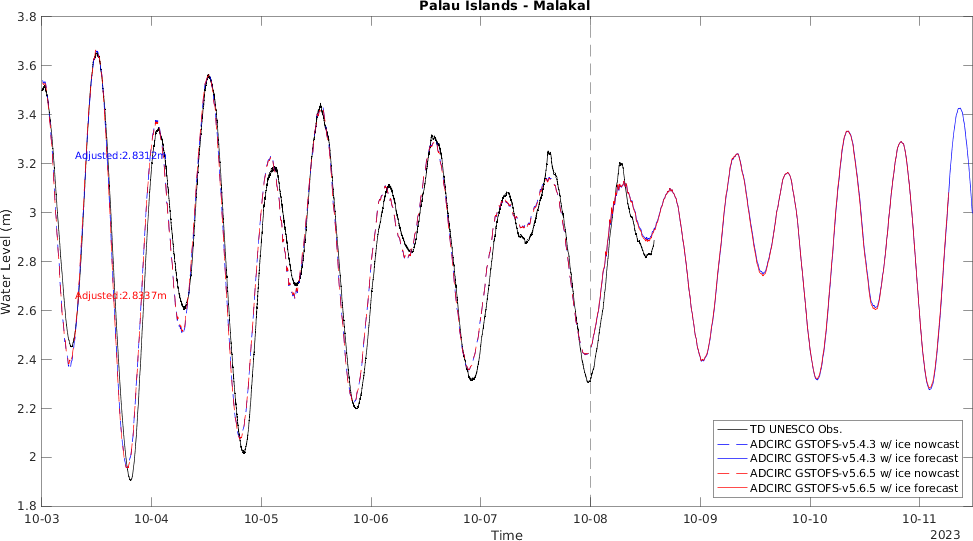 Palau Islands - Malakal
3.8
3.6
3.4
3.2
3
2.8
2.6
2.4
2.2
2
1.8
Water Level (m)
Adjusted:2.8312m
Adjusted:2.8337m
TD UNESCO Obs.
ADCIRC GSTOFS-v5.4.3 w/ ice nowcast
ADCIRC GSTOFS-v5.4.3 w/ ice forecast
ADCIRC GSTOFS-v5.6.5 w/ ice nowcast
ADCIRC GSTOFS-v5.6.5 w/ ice forecast
10-03 10-04 10-05 10-06 10-07 10-08 10-09 10-10 10-11
Time
2023